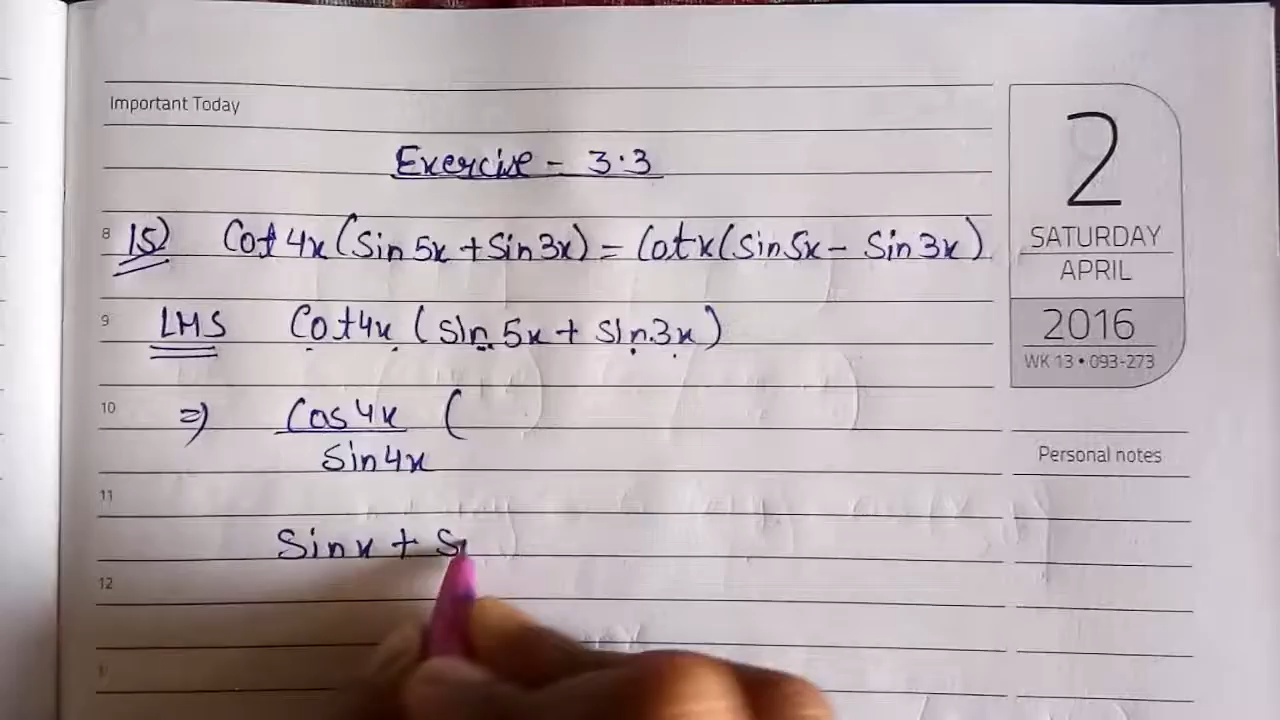 Important Today
Exercise - 3.3
8 15) Cot 4x (Sin 5x + Sin 3x) = Cot x (Sin 5x - Sin 3x)
9 LHS Cot 4x (Sin 5x + Sin 3x)
10 => Cos 4x (
Sin 4x
11
Sin x + S
12
2
SATURDAY
APRIL
2016
WK 13 • 093-273
Personal notes